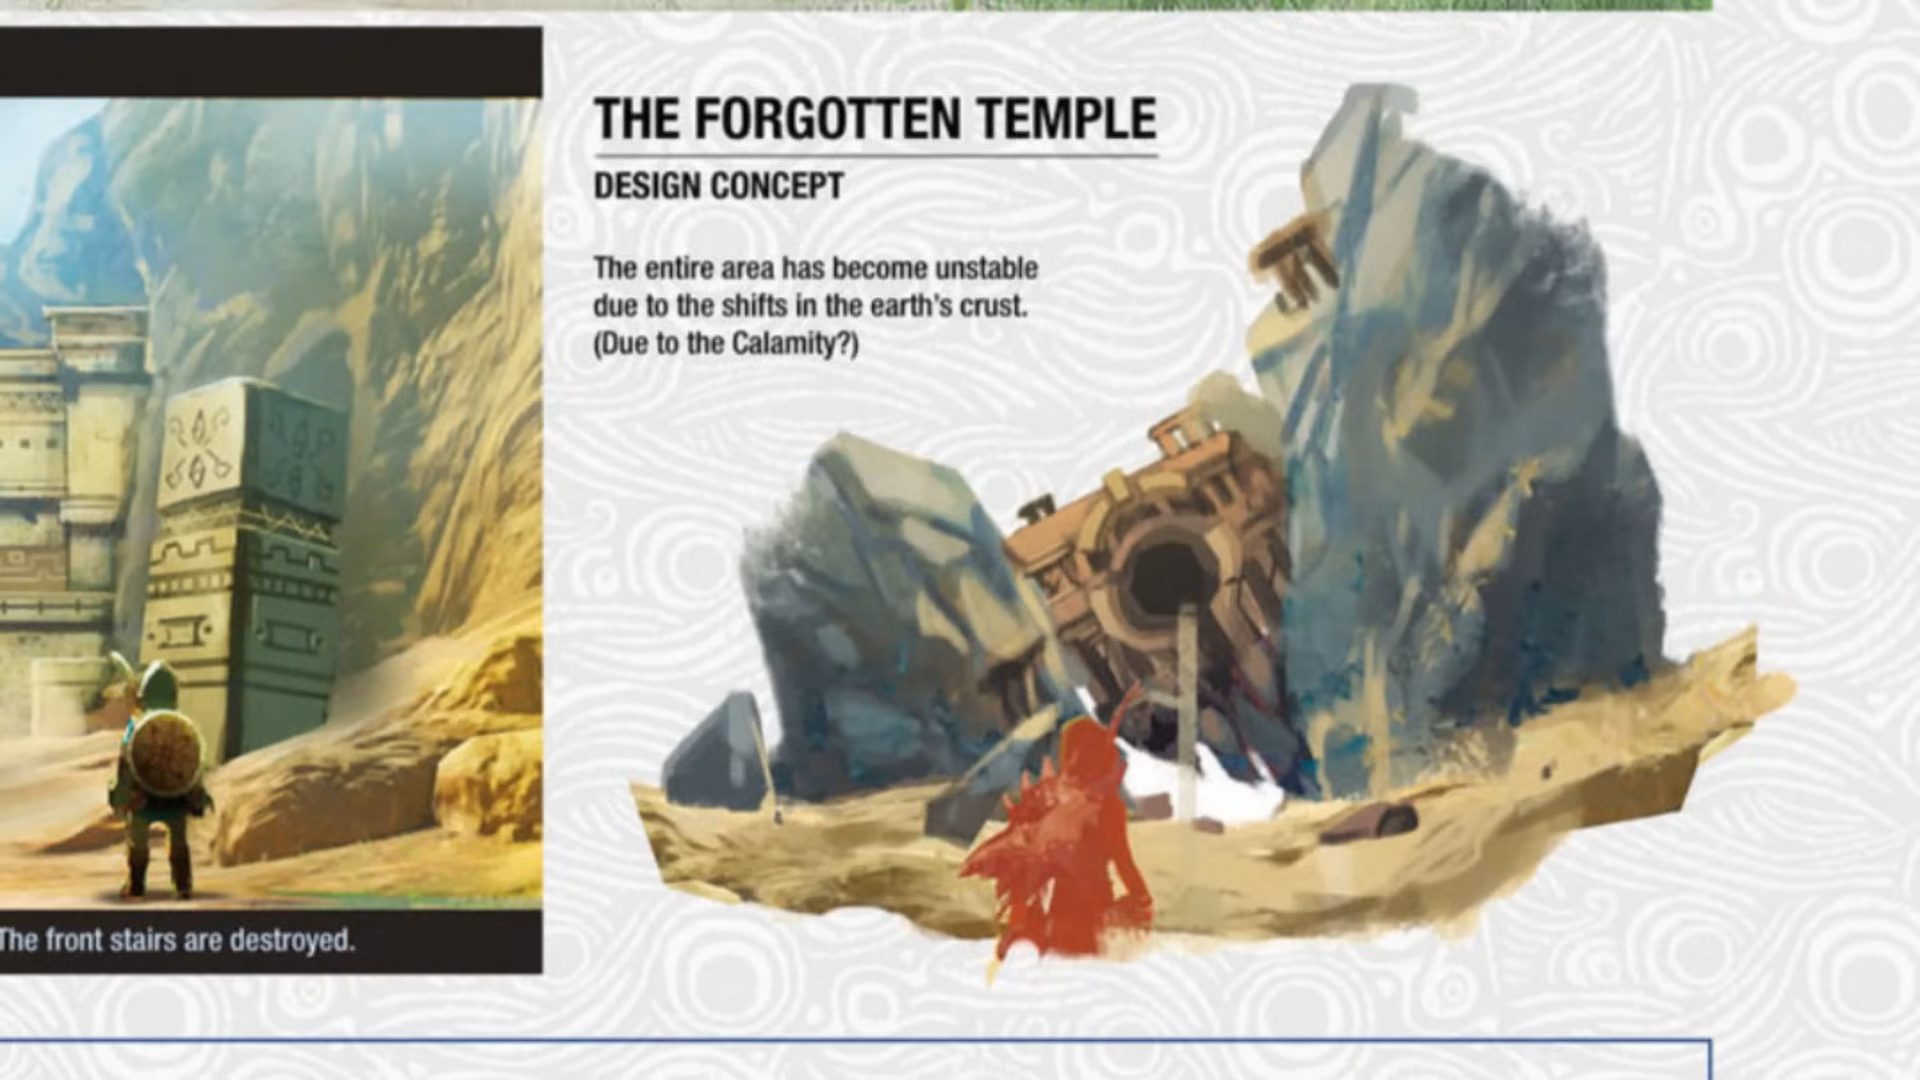 THE FORGOTTEN TEMPLE
DESIGN CONCEPT
The entire area has become unstable
due to the shifts in the earth's crust.
(Due to the Calamity?)
The front stairs are destroyed.